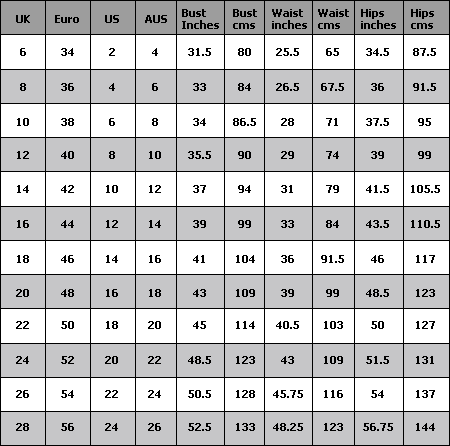 UK Euro US AUS Bust Inches Bust cms Waist inches Waist cms Hips inches Hips cms
6 34 2 4 31.5 80 25.5 65 34.5 87.5
8 36 4 6 33 84 26.5 67.5 36 91.5
10 38 6 8 34 86.5 28 71 37.5 95
12 40 8 10 35.5 90 29 74 39 99
14 42 10 12 37 94 31 79 41.5 105.5
16 44 12 14 39 99 33 84 43.5 110.5
18 46 14 16 41 104 36 91.5 46 117
20 48 16 18 43 109 39 99 48.5 123
22 50 18 20 45 114 40.5 103 50 127
24 52 20 22 48.5 123 43 109 51.5 131
26 54 22 24 50.5 128 45.75 116 54 137
28 56 24 26 52.5 133 48.25 123 56.75 144